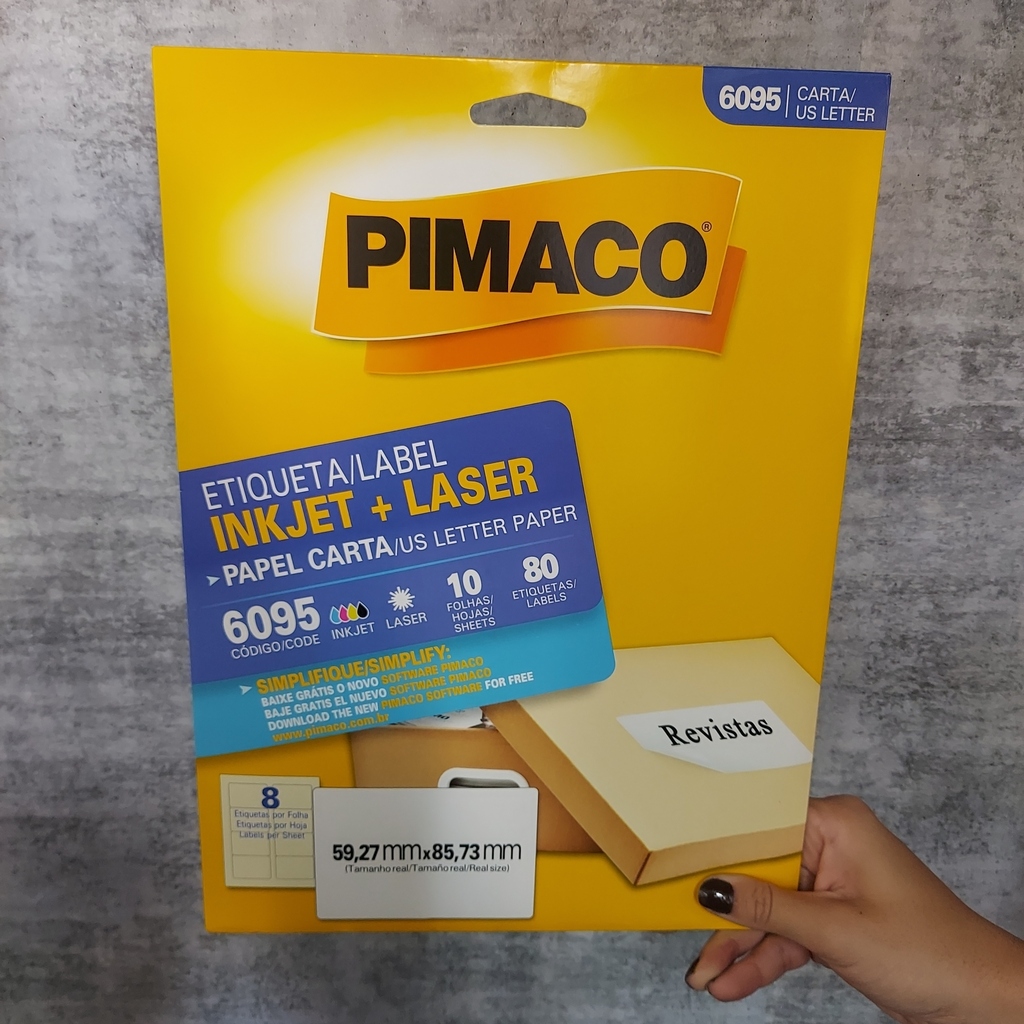 6095 CARTA/
US LETTER
PIMACO®
ETIQUETA/LABEL
INKJET + LASER
PAPEL CARTA/US LETTER PAPER
6095
CÓDIGO/CODE
INKJET
LASER
10
FOLHAS/
HOJAS/
SHEETS
80
ETIQUETAS/
LABELS
SIMPLIFIQUE/SIMPLIFY:
BAIXE GRÁTIS O NOVO SOFTWARE PIMACO
BAJE GRATIS EL NUEVO SOFTWARE PIMACO
DOWNLOAD THE NEW PIMACO SOFTWARE FOR FREE
www.pimaco.com.br
Revistas
8
Etiquetas por Folha
Etiquetas por Hoja
Labels per Sheet
59,27mmx85,73mm
(Tamanho real/Tamaño real/Real size)